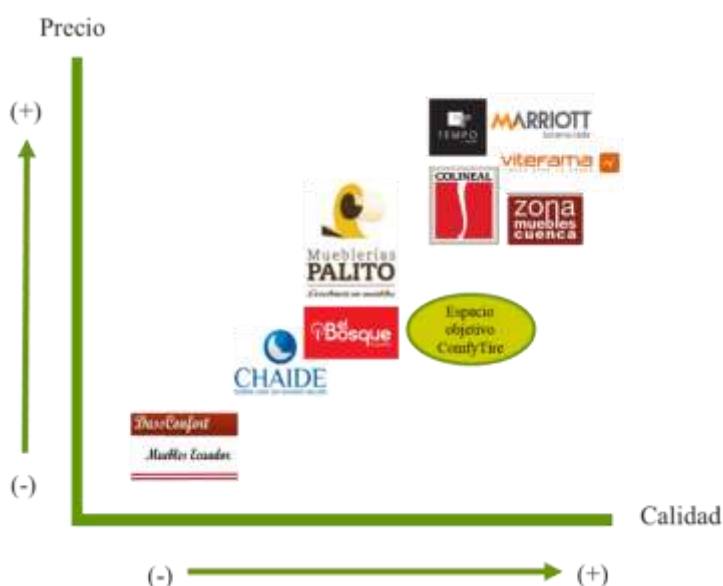 Precio
(+)
TEMPO
MARRIOTT
viterama
COLINEAL
zona
muebles
cuenca
Mueblerías
PALITO
Espacio
objetivo
ComfyTire
el
Bosque
CHAIDE
DasoConfort
Muebles Ecuador
(-)
Calidad
(-)
(+)